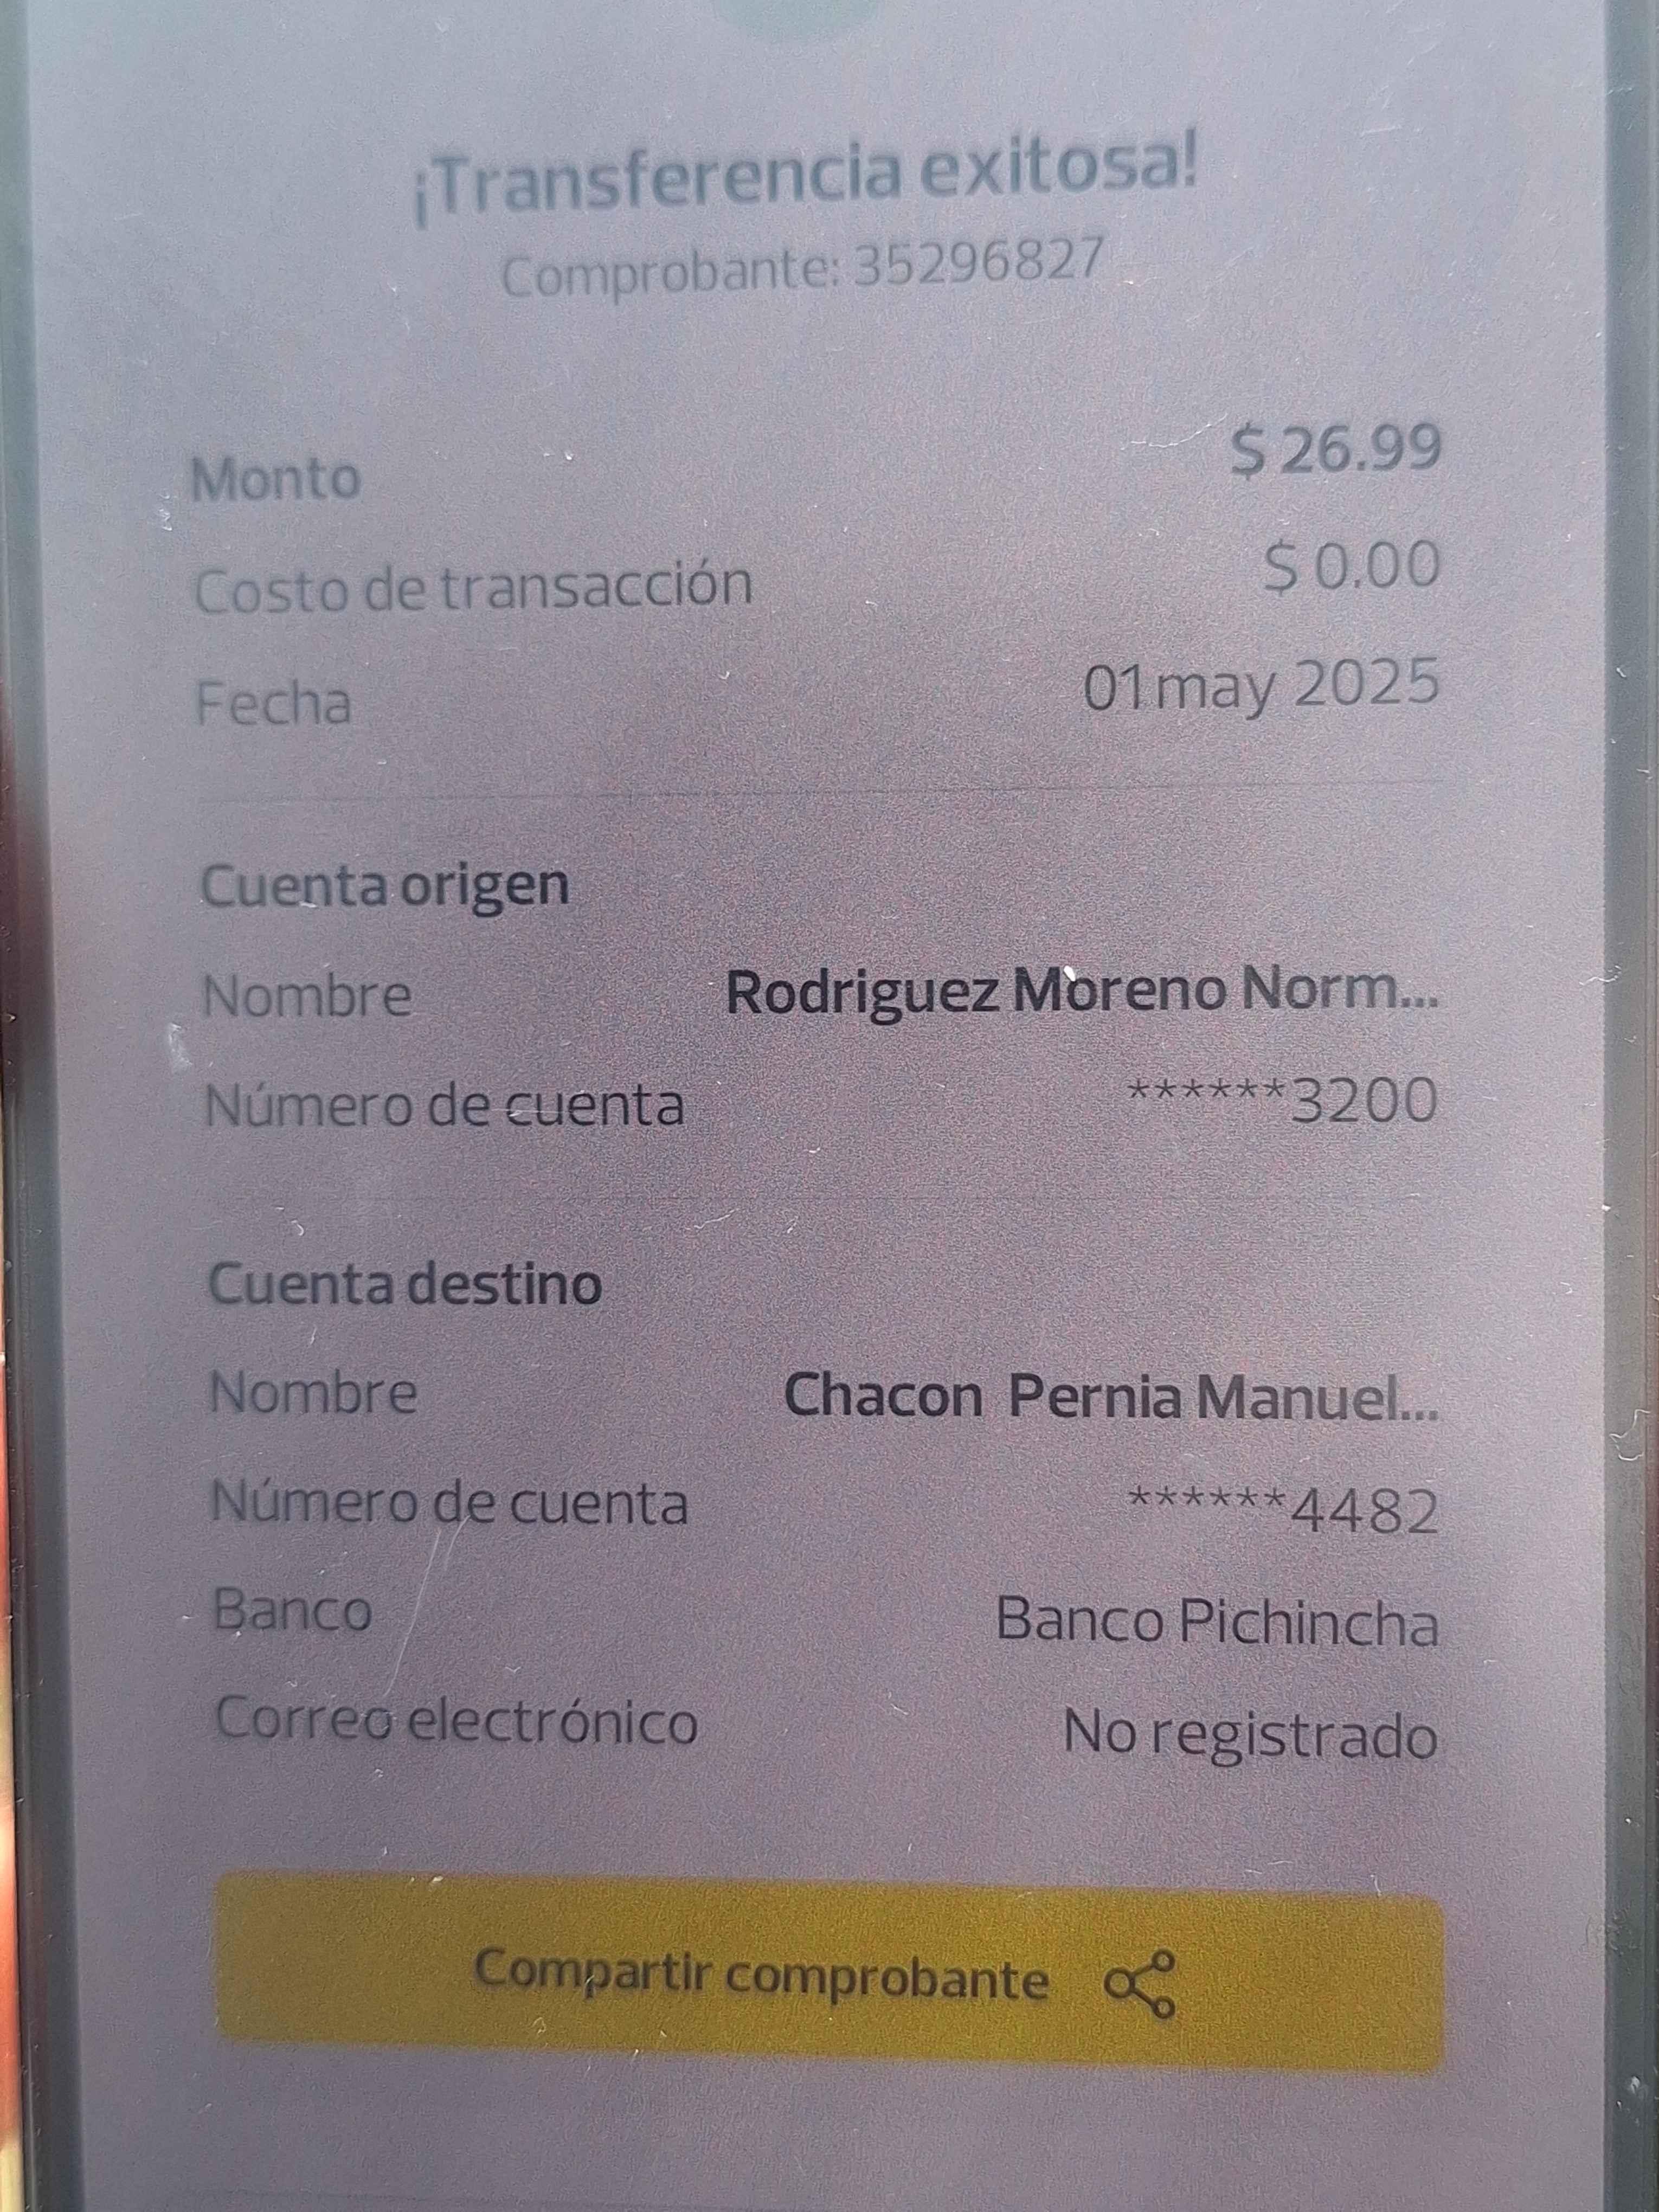 ¡Transferencia exitosa!
Comprobante: 35296827
Monto $ 26.99
Costo de transacción $ 0.00
Fecha 01 may 2025
Cuenta origen
Nombre Rodriguez Moreno Norm...
Número de cuenta ******3200
Cuenta destino
Nombre Chacon Pernia Manuel...
Número de cuenta ******4482
Banco Banco Pichincha
Correo electrónico No registrado
Compartir comprobante